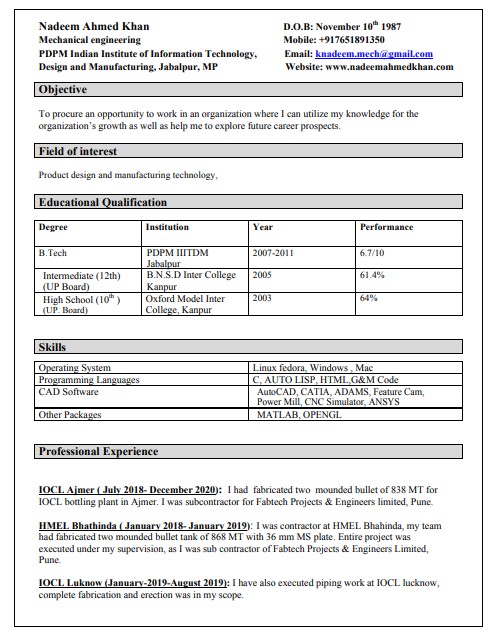 Nadeem Ahmed Khan D.O.B: November 10th 1987
Mechanical engineering Mobile: +917651891350
PDPM Indian Institute of Information Technology, Email: knadeem.mech@gmail.com
Design and Manufacturing, Jabalpur, MP Website: www.nadeemahmedkhan.com
Objective
To procure an opportunity to work in an organization where I can utilize my knowledge for the
organization's growth as well as help me to explore future career prospects.
Field of interest
Product design and manufacturing technology,
Educational Qualification
Degree Institution Year Performance
B.Tech PDPM IIITDM 2007-2011 6.7/10
Jabalpur
Intermediate (12th) B.N.S.D Inter College 2005 61.4%
(UP Board) Kanpur
High School (10th ) Oxford Model Inter 2003 64%
(UP. Board) College, Kanpur
Skills
Operating System Linux fedora, Windows , Mac
Programming Languages C, AUTO LISP, HTML,G&M Code
CAD Software AutoCAD, CATIA, ADAMS, Feature Cam,
Power Mill, CNC Simulator, ANSYS
Other Packages MATLAB, OPENGL
Professional Experience
IOCL Ajmer ( July 2018- December 2020): I had fabricated two mounded bullet of 838 MT for
IOCL bottling plant in Ajmer. I was subcontractor for Fabtech Projects & Engineers limited, Pune.
HMEL Bhathinda ( January 2018- January 2019): I was contractor at HMEL Bhahinda, my team
had fabricated two mounded bullet tank of 868 MT with 36 mm MS plate. Entire project was
executed under my supervision, as I was sub contractor of Fabtech Projects & Engineers Limited,
Pune.
IOCL Luknow (January-2019-August 2019): I have also executed piping work at IOCL lucknow,
complete fabrication and erection was in my scope.